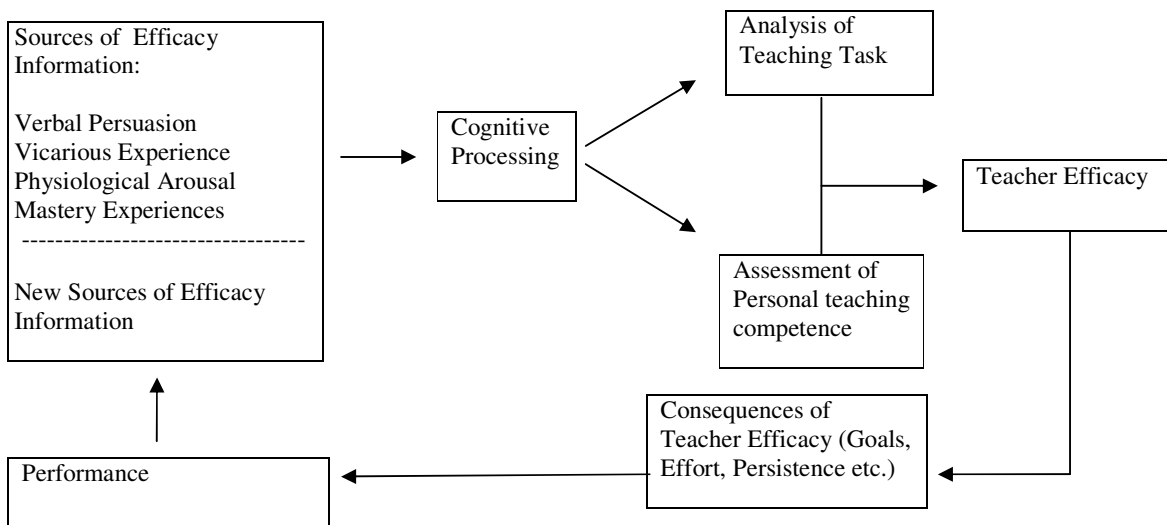 Sources of Efficacy
Information:
Verbal Persuasion
Vicarious Experience
Physiological Arousal
Mastery Experiences
-----------------------------------
New Sources of Efficacy
Information
Cognitive
Processing
Analysis of
Teaching Task
Assessment of
Personal teaching
competence
Teacher Efficacy
Consequences of
Teacher Efficacy (Goals,
Effort, Persistence etc.)
Performance